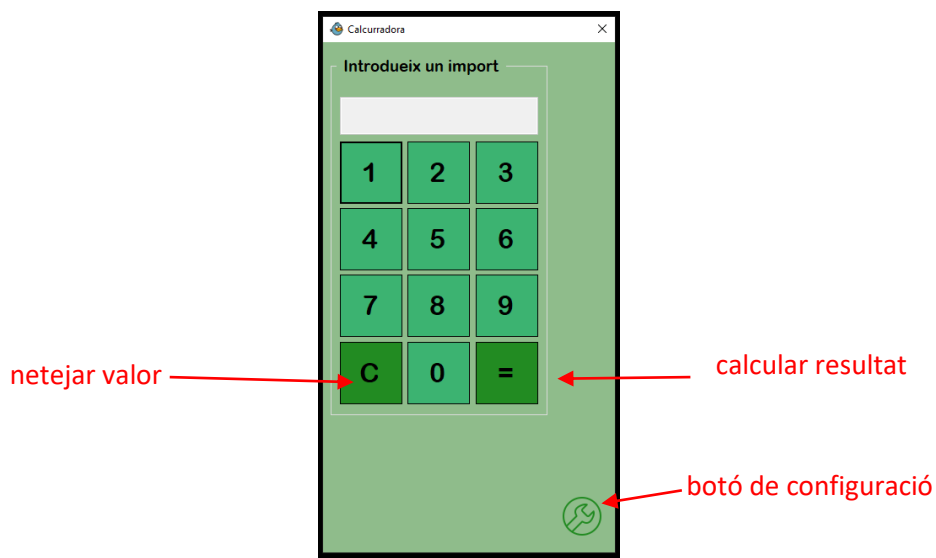 Calcurradora
Introdueix un import
1 2 3
4 5 6
7 8 9
C 0 =
netejar valor
calcular resultat
botó de configuració